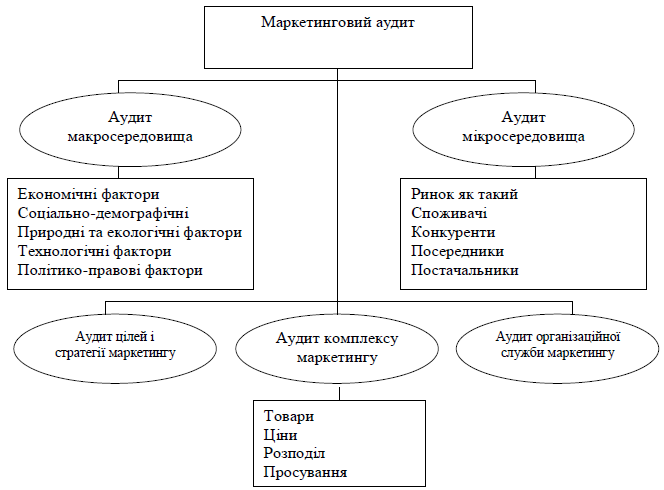 Маркетинговий аудит
Аудит
макросередовища
Аудит
мікросередовища
Економічні фактори
Соціально-демографічні
Природні та екологічні фактори
Технологічні фактори
Політико-правові фактори
Ринок як такий
Споживачі
Конкуренти
Посередники
Постачальники
Аудит цілей і
стратегії маркетингу
Аудит комплексу
маркетингу
Аудит організаційної
служби маркетингу
Товари
Ціни
Розподіл
Просування